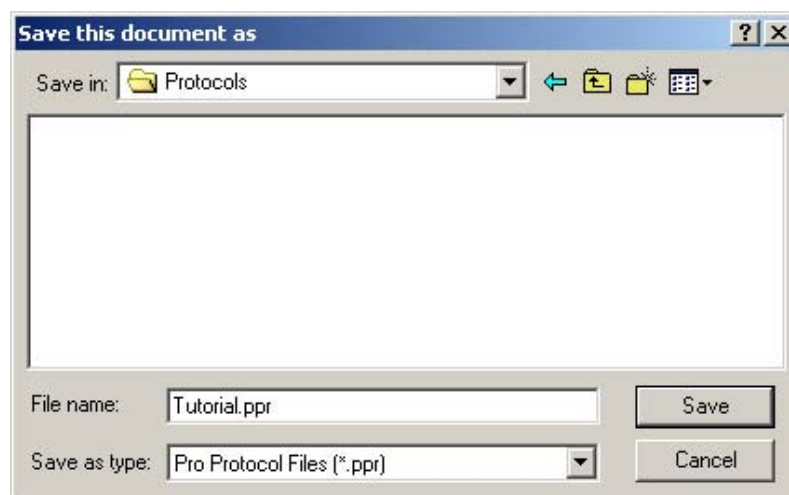 Save this document as
Save in: Protocols
File name: Tutorial.ppr Save
Save as type: Pro Protocol Files (*.ppr) Cancel